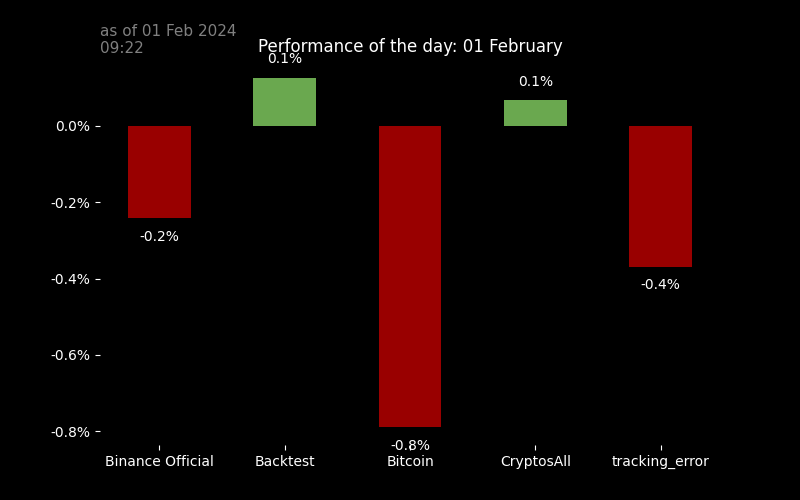 as of 01 Feb 2024
09:22
Performance of the day: 01 February
0.1%
0.1%
0.0%
-0.2%
-0.2%
-0.4%
-0.4%
-0.6%
-0.8%
-0.8%
Binance Official
Backtest
Bitcoin
CryptosAll
tracking_error